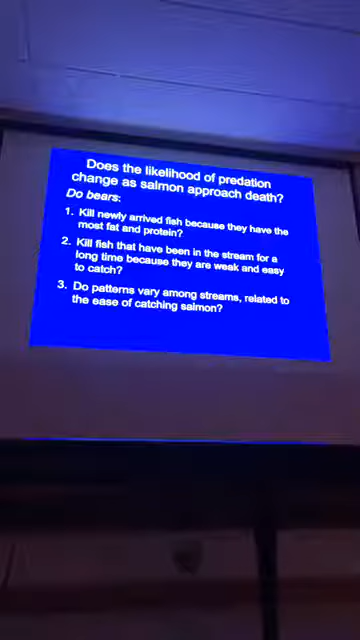 Does the likelihood of predation
change as salmon approach death?
Do bears:
1. Kill newly arrived fish because they have the
most fat and protein?
2. Kill fish that have been in the stream for a
long time because they are weak and easy
to catch?
3. Do patterns vary among streams, related to
the ease of catching salmon?